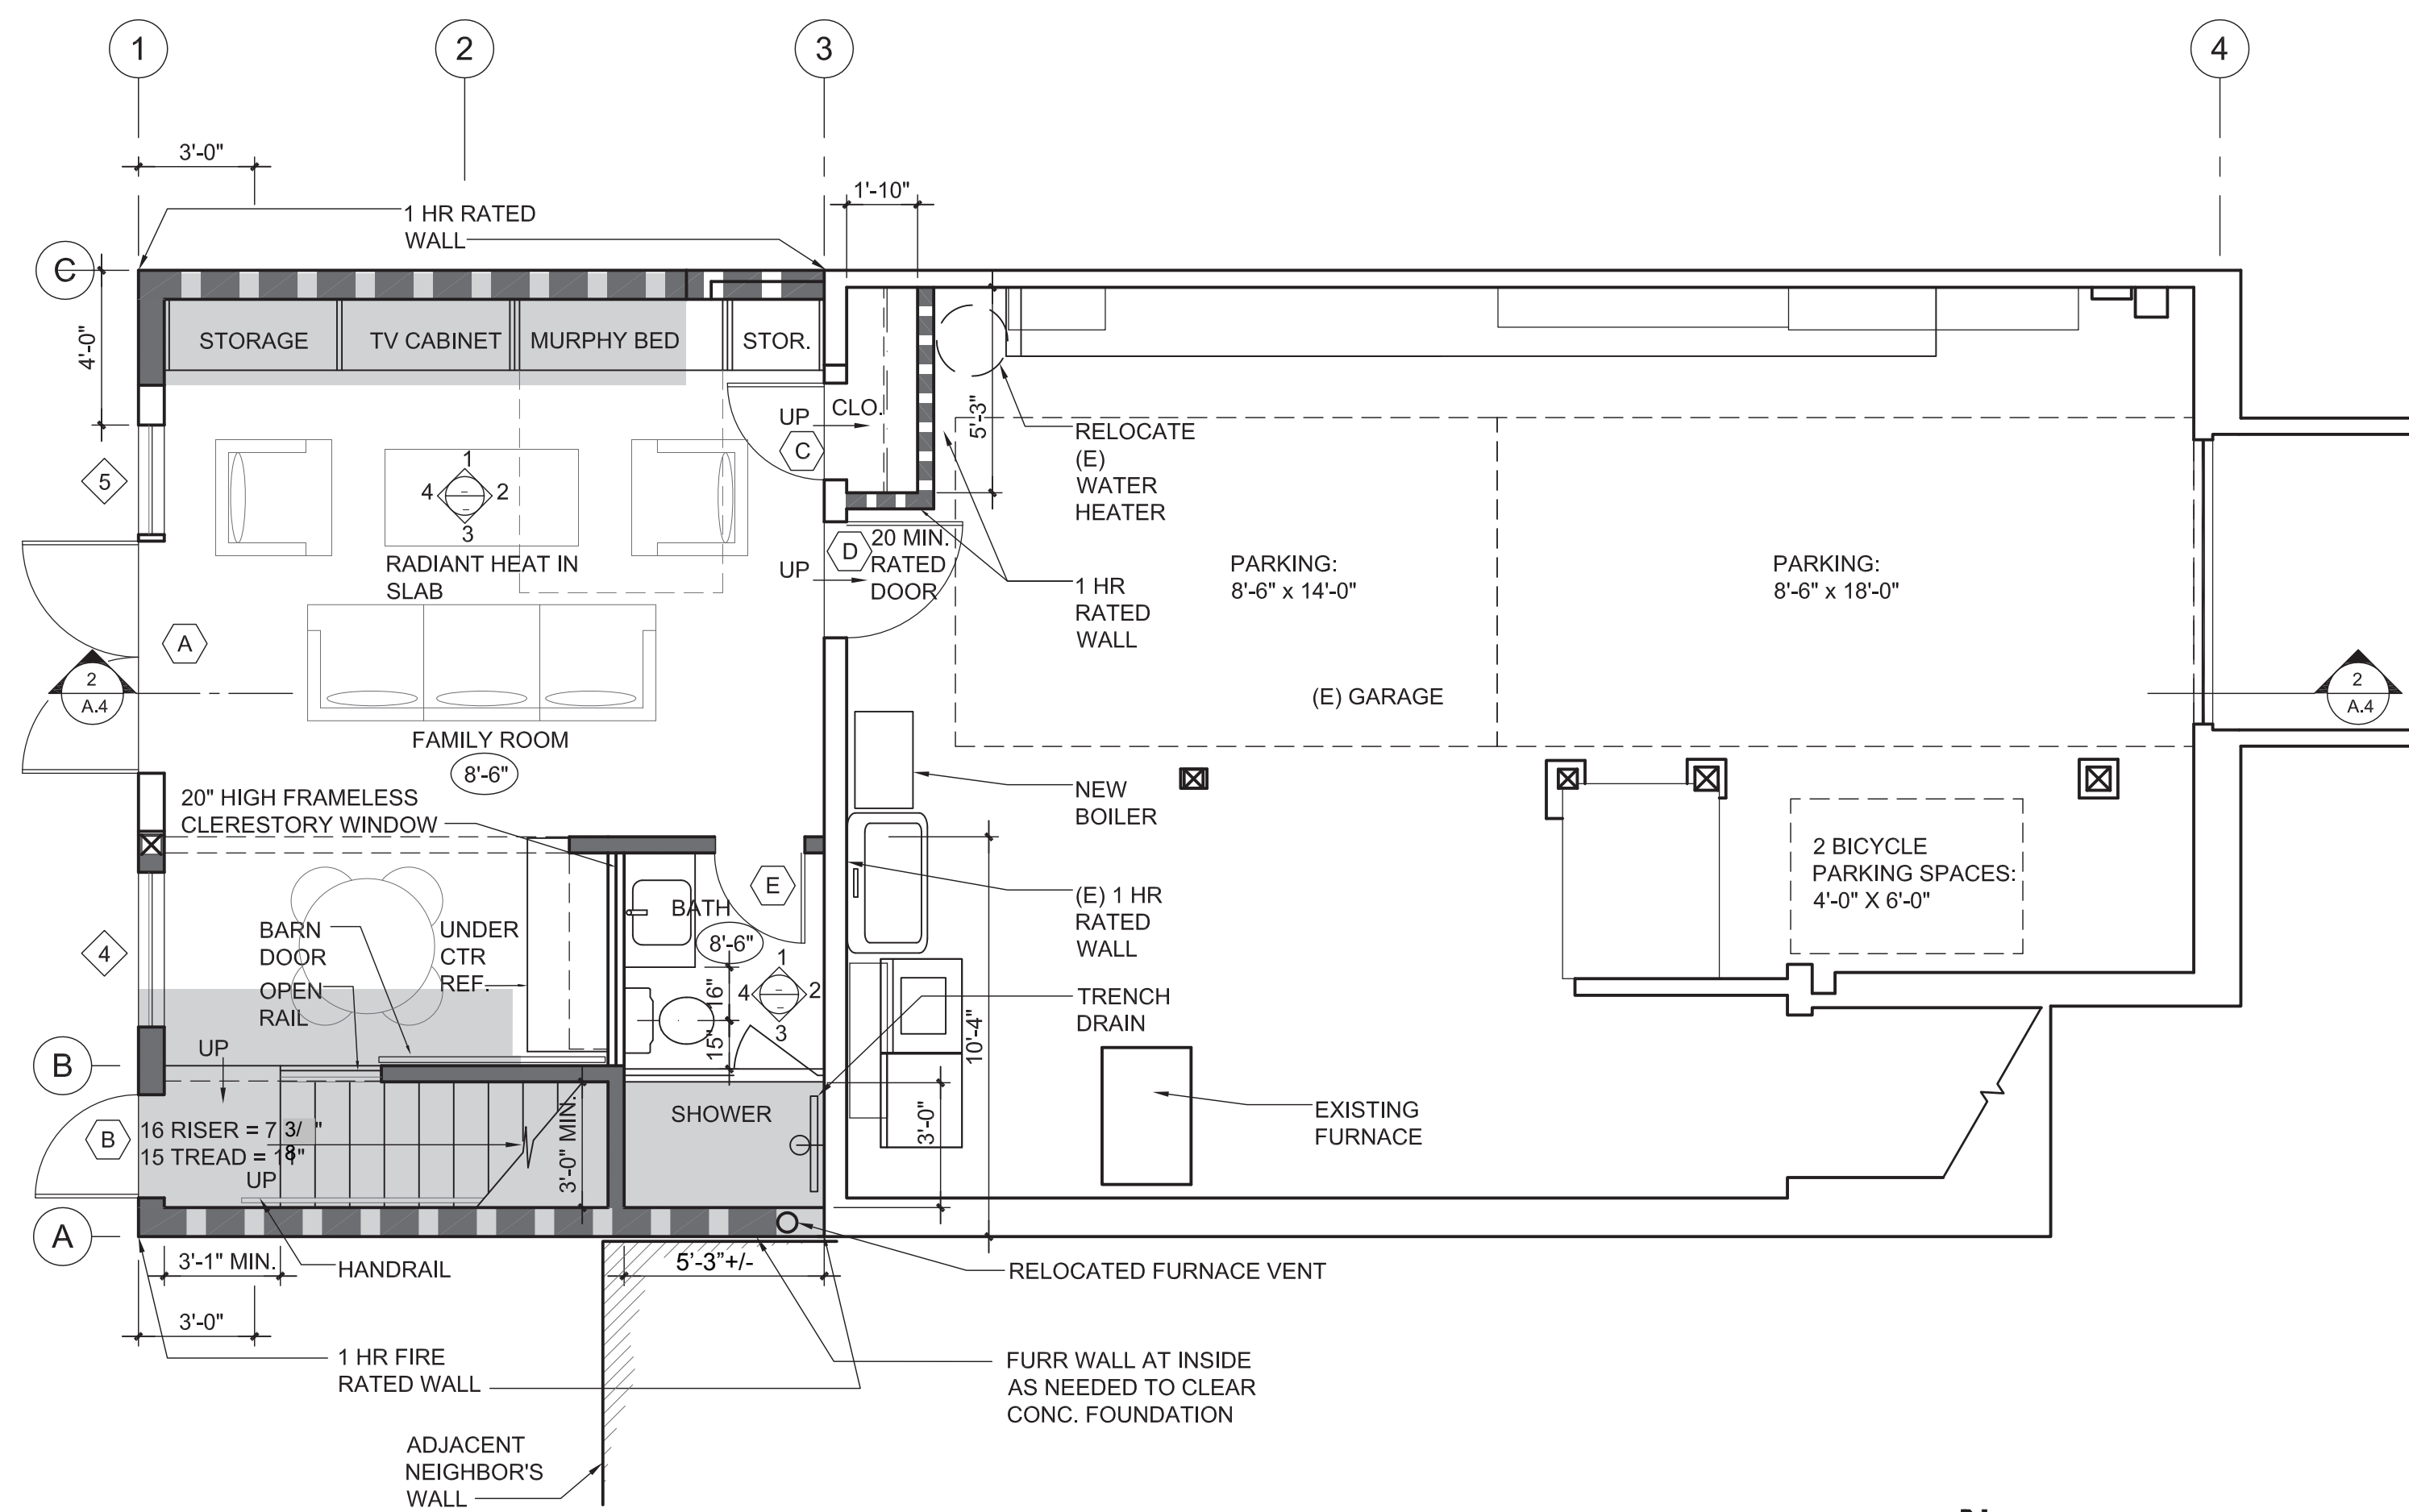 1
2
3
4
3'-0"
1'-10"
1 HR RATED
WALL
C
4'-0"
STORAGE
TV CABINET
MURPHY BED
STOR.
UP
CLO.
C
5'-3"
RELOCATE
(E)
WATER
HEATER
5
1
4
2
3
–
–
RADIANT HEAT IN
SLAB
UP
D
20 MIN.
RATED
DOOR
1 HR
RATED
WALL
PARKING:
8'-6" x 14'-0"
PARKING:
8'-6" x 18'-0"
A
2
A.4
(E) GARAGE
2
A.4
FAMILY ROOM
8'-6"
20" HIGH FRAMELESS
CLERESTORY WINDOW
NEW
BOILER
2 BICYCLE
PARKING SPACES:
4'-0" X 6'-0"
E
BATH
8'-6"
(E) 1 HR
RATED
WALL
BARN
DOOR
UNDER
CTR
REF.
4
OPEN
RAIL
16"
15"
1
4
2
3
–
–
TRENCH
DRAIN
10'-4"
B
UP
SHOWER
3'-0" MIN.
3'-0"
EXISTING
FURNACE
B
16 RISER = 7 3/8"
15 TREAD = 11"
UP
A
3'-1" MIN.
HANDRAIL
5'-3"+/-
RELOCATED FURNACE VENT
3'-0"
1 HR FIRE
RATED WALL
FURR WALL AT INSIDE
AS NEEDED TO CLEAR
CONC. FOUNDATION
ADJACENT
NEIGHBOR'S
WALL